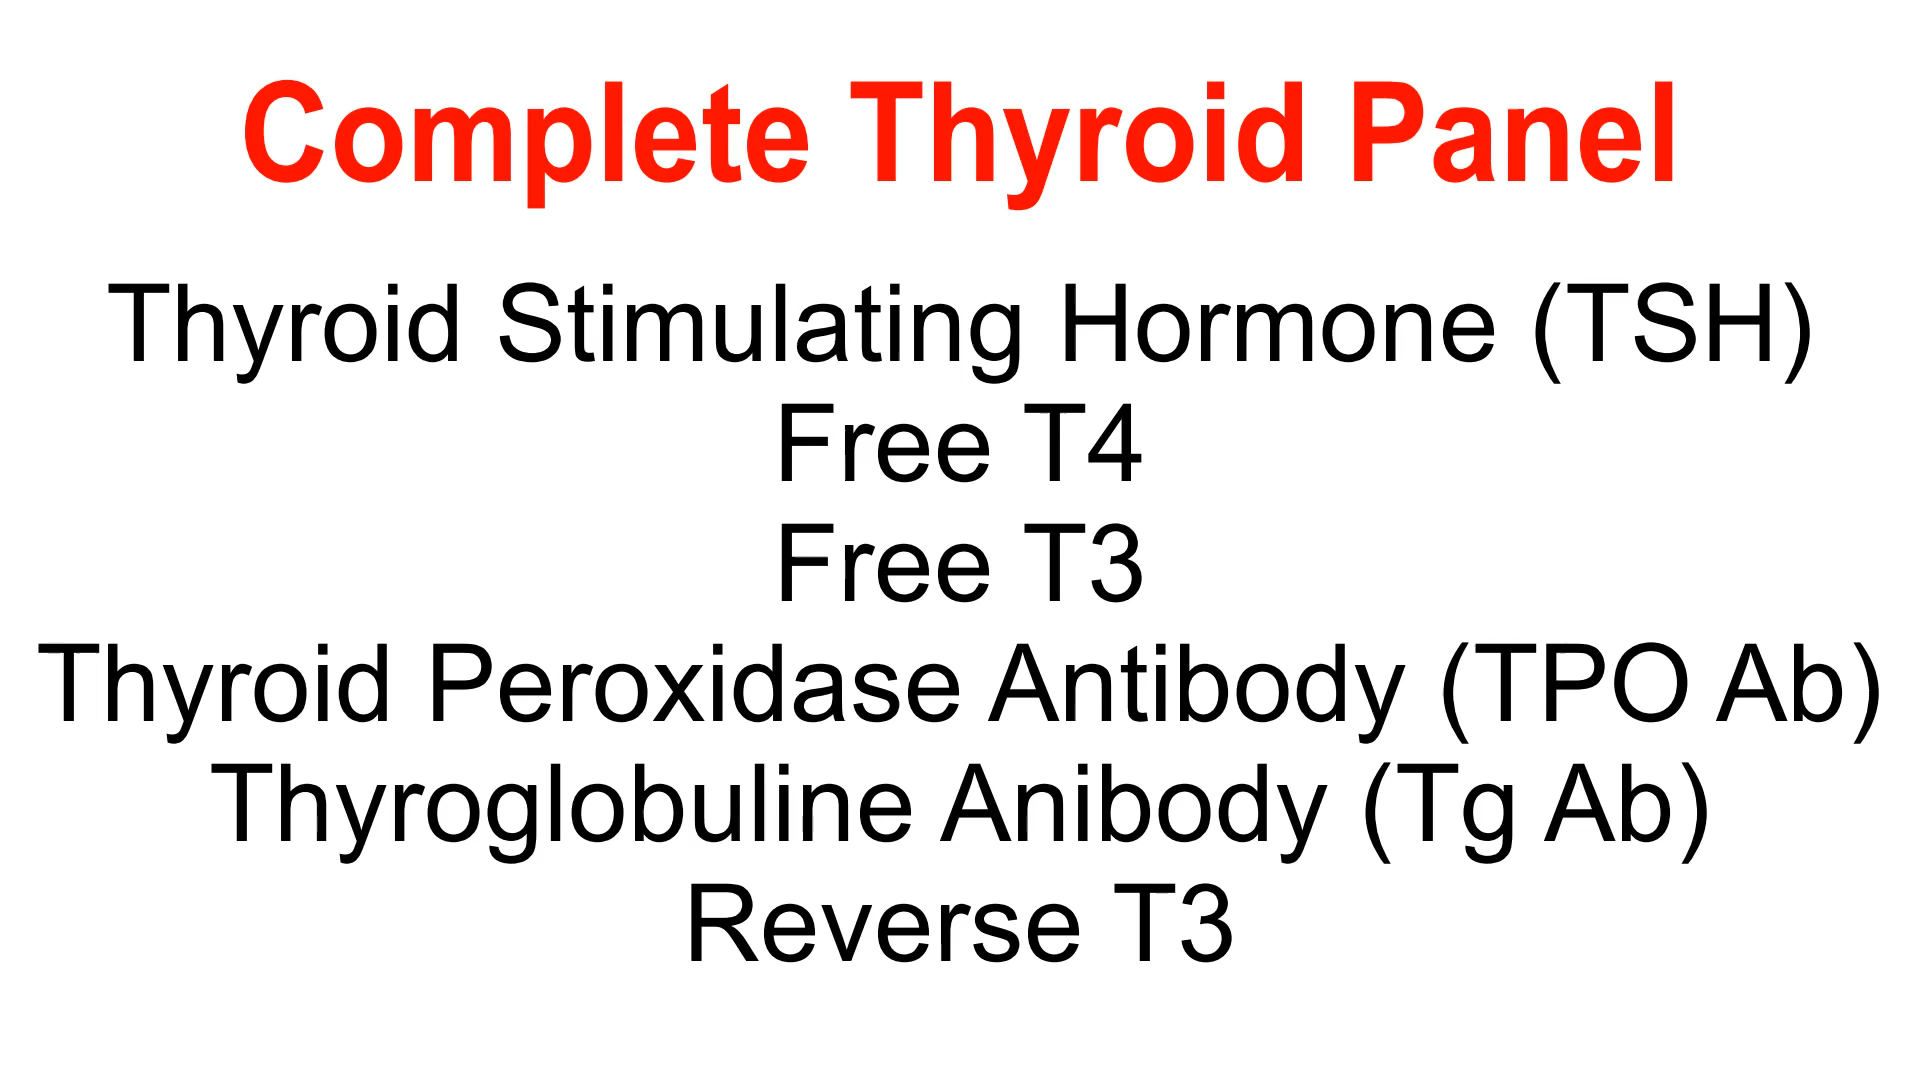 Complete Thyroid Panel
Thyroid Stimulating Hormone (TSH)
Free T4
Free T3
Thyroid Peroxidase Antibody (TPO Ab)
Thyroglobuline Anibody (Tg Ab)
Reverse T3